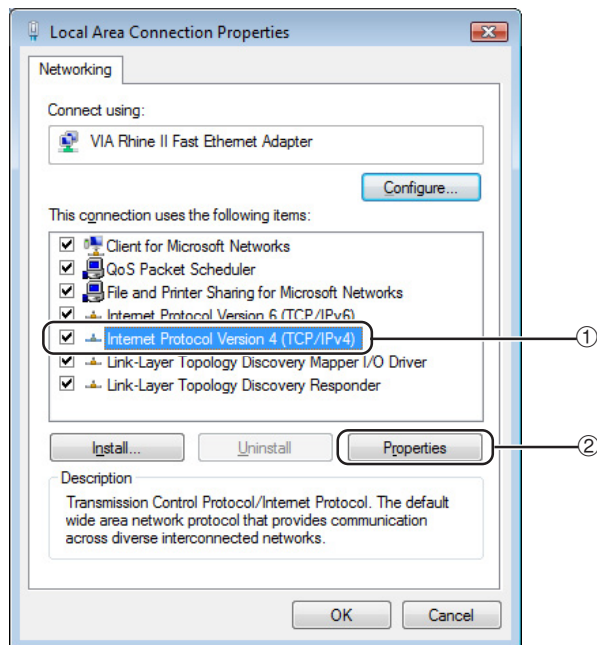 Local Area Connection Properties
Networking
Connect using:
VIA Rhine II Fast Ethernet Adapter
Configure...
This connection uses the following items:
Client for Microsoft Networks
QoS Packet Scheduler
File and Printer Sharing for Microsoft Networks
Internet Protocol Version 6 (TCP/IPv6)
Internet Protocol Version 4 (TCP/IPv4)
①
Link-Layer Topology Discovery Mapper I/O Driver
Link-Layer Topology Discovery Responder
Install...
Uninstall
Properties
②
Description
Transmission Control Protocol/Internet Protocol. The default
wide area network protocol that provides communication
across diverse interconnected networks.
OK
Cancel